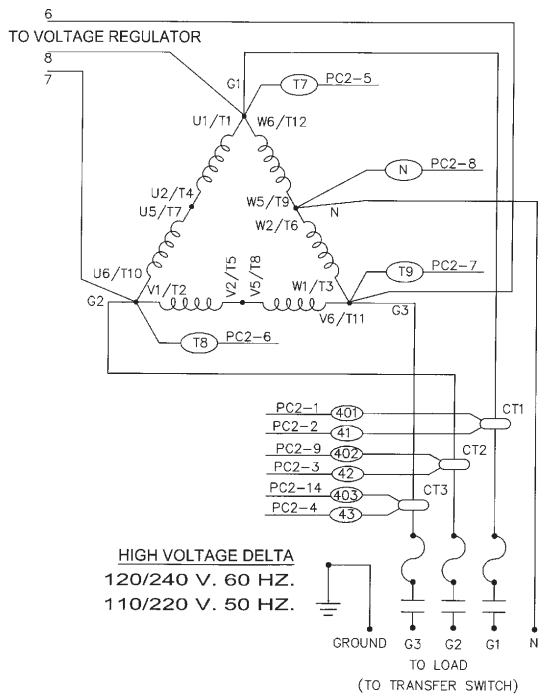 6
TO VOLTAGE REGULATOR
8
7
G1
T7 PC2-5
U1/T1 W6/T12
N PC2-8
U2/T4 W5/T9 N
U5/T7 W2/T6
T9 PC2-7
U6/T10 V2/T5 V5/T8 W1/T3
G2 V1/T2 V6/T11 G3
T8 PC2-6
PC2-1 401 CT1
PC2-2 41
PC2-9 402 CT2
PC2-3 42
PC2-14 403 CT3
PC2-4 43
HIGH VOLTAGE DELTA
120/240 V. 60 HZ.
110/220 V. 50 HZ.
GROUND G3 G2 G1 N
TO LOAD
(TO TRANSFER SWITCH)